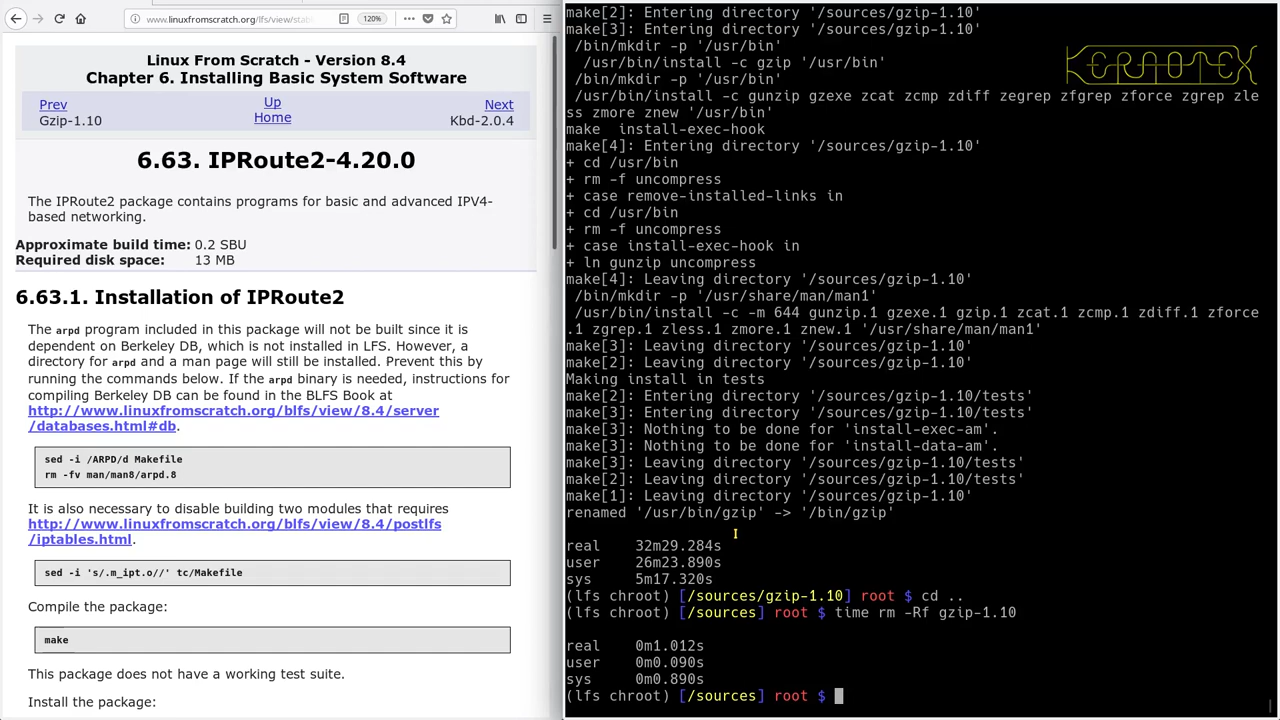 www.linuxfromscratch.org/lfs/view/stab
120%
Linux From Scratch - Version 8.4
Chapter 6. Installing Basic System Software
Prev
Up
Next
Gzip-1.10
Home
Kbd-2.0.4
6.63. IPRoute2-4.20.0
The IPRoute2 package contains programs for basic and advanced IPV4-
based networking.
Approximate build time: 0.2 SBU
Required disk space: 13 MB
6.63.1. Installation of IPRoute2
The arpd program included in this package will not be built since it is
dependent on Berkeley DB, which is not installed in LFS. However, a
directory for arpd and a man page will still be installed. Prevent this by
running the commands below. If the arpd binary is needed, instructions for
compiling Berkeley DB can be found in the BLFS Book at
http://www.linuxfromscratch.org/blfs/view/8.4/server
/databases.html#db.
sed -i /ARPD/d Makefile
rm -fv man/man8/arpd.8
It is also necessary to disable building two modules that requires
http://www.linuxfromscratch.org/blfs/view/8.4/postlfs
/iptables.html.
sed -i 's/.m_ipt.o//' tc/Makefile
Compile the package:
make
This package does not have a working test suite.
Install the package:
make[2]: Entering directory '/sources/gzip-1.10'
make[3]: Entering directory '/sources/gzip-1.10'
/bin/mkdir -p '/usr/bin'
/usr/bin/install -c gzip '/usr/bin'
/bin/mkdir -p '/usr/bin'
/usr/bin/install -c gunzip gzexe zcat zcmp zdiff zegrep zfgrep zforce zgrep zle
ss zmore znew '/usr/bin'
make  install-exec-hook
make[4]: Entering directory '/sources/gzip-1.10'
+ cd /usr/bin
+ rm -f uncompress
+ case remove-installed-links in
+ cd /usr/bin
+ rm -f uncompress
+ case install-exec-hook in
+ ln gunzip uncompress
make[4]: Leaving directory '/sources/gzip-1.10'
/bin/mkdir -p '/usr/share/man/man1'
/usr/bin/install -c -m 644 gunzip.1 gzexe.1 gzip.1 zcat.1 zcmp.1 zdiff.1 zforce
.1 zgrep.1 zless.1 zmore.1 znew.1 '/usr/share/man/man1'
make[3]: Leaving directory '/sources/gzip-1.10'
make[2]: Leaving directory '/sources/gzip-1.10'
Making install in tests
make[2]: Entering directory '/sources/gzip-1.10/tests'
make[3]: Entering directory '/sources/gzip-1.10/tests'
make[3]: Nothing to be done for 'install-exec-am'.
make[3]: Nothing to be done for 'install-data-am'.
make[3]: Leaving directory '/sources/gzip-1.10/tests'
make[2]: Leaving directory '/sources/gzip-1.10/tests'
make[1]: Leaving directory '/sources/gzip-1.10'
renamed '/usr/bin/gzip' -> '/bin/gzip'
real    32m29.284s
user    26m23.890s
sys     5m17.320s
(lfs chroot) [/sources/gzip-1.10] root $ cd ..
(lfs chroot) [/sources] root $ time rm -Rf gzip-1.10
real    0m1.012s
user    0m0.090s
sys     0m0.890s
(lfs chroot) [/sources] root $